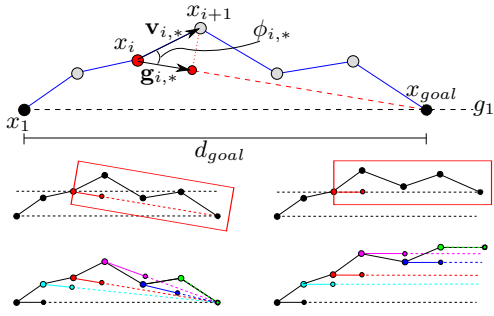 x_{i+1}
v_{i,*}
ϕ_{i,*}
x_i
g_{i,*}
x_{goal}
g_1
x_1
d_{goal}